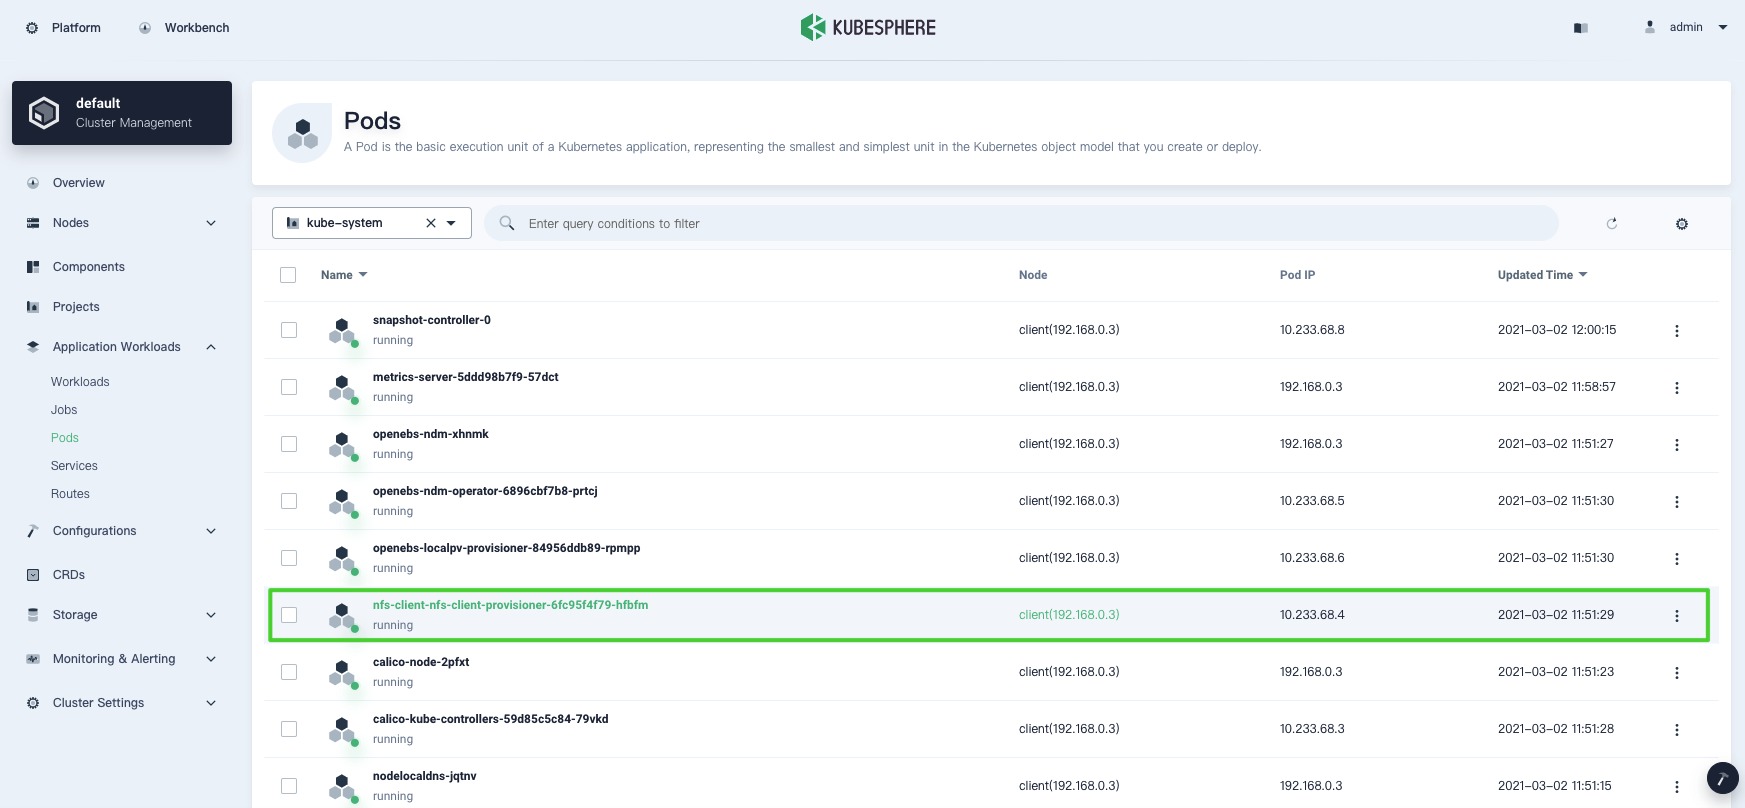 Platform
Workbench
KUBESPHERE
admin
default
Cluster Management
Overview
Nodes
Components
Projects
Application Workloads
Workloads
Jobs
Pods
Services
Routes
Configurations
CRDs
Storage
Monitoring & Alerting
Cluster Settings
Pods
A Pod is the basic execution unit of a Kubernetes application, representing the smallest and simplest unit in the Kubernetes object model that you create or deploy.
kube-system
Enter query conditions to filter
Name Node Pod IP Updated Time
snapshot-controller-0
running
client(192.168.0.3) 10.233.68.8 2021-03-02 12:00:15
metrics-server-5ddd98b7f9-57dct
running
client(192.168.0.3) 192.168.0.3 2021-03-02 11:58:57
openebs-ndm-xhnmk
running
client(192.168.0.3) 192.168.0.3 2021-03-02 11:51:27
openebs-ndm-operator-6896cbf7b8-prtcj
running
client(192.168.0.3) 10.233.68.5 2021-03-02 11:51:30
openebs-localpv-provisioner-84956ddb89-rpmpp
running
client(192.168.0.3) 10.233.68.6 2021-03-02 11:51:30
nfs-client-nfs-client-provisioner-6fc95f4f79-hfbfm
running
client(192.168.0.3) 10.233.68.4 2021-03-02 11:51:29
calico-node-2pfxt
running
client(192.168.0.3) 192.168.0.3 2021-03-02 11:51:23
calico-kube-controllers-59d85c5c84-79vkd
running
client(192.168.0.3) 10.233.68.3 2021-03-02 11:51:28
nodelocaldns-jqtnv
running
client(192.168.0.3) 192.168.0.3 2021-03-02 11:51:15